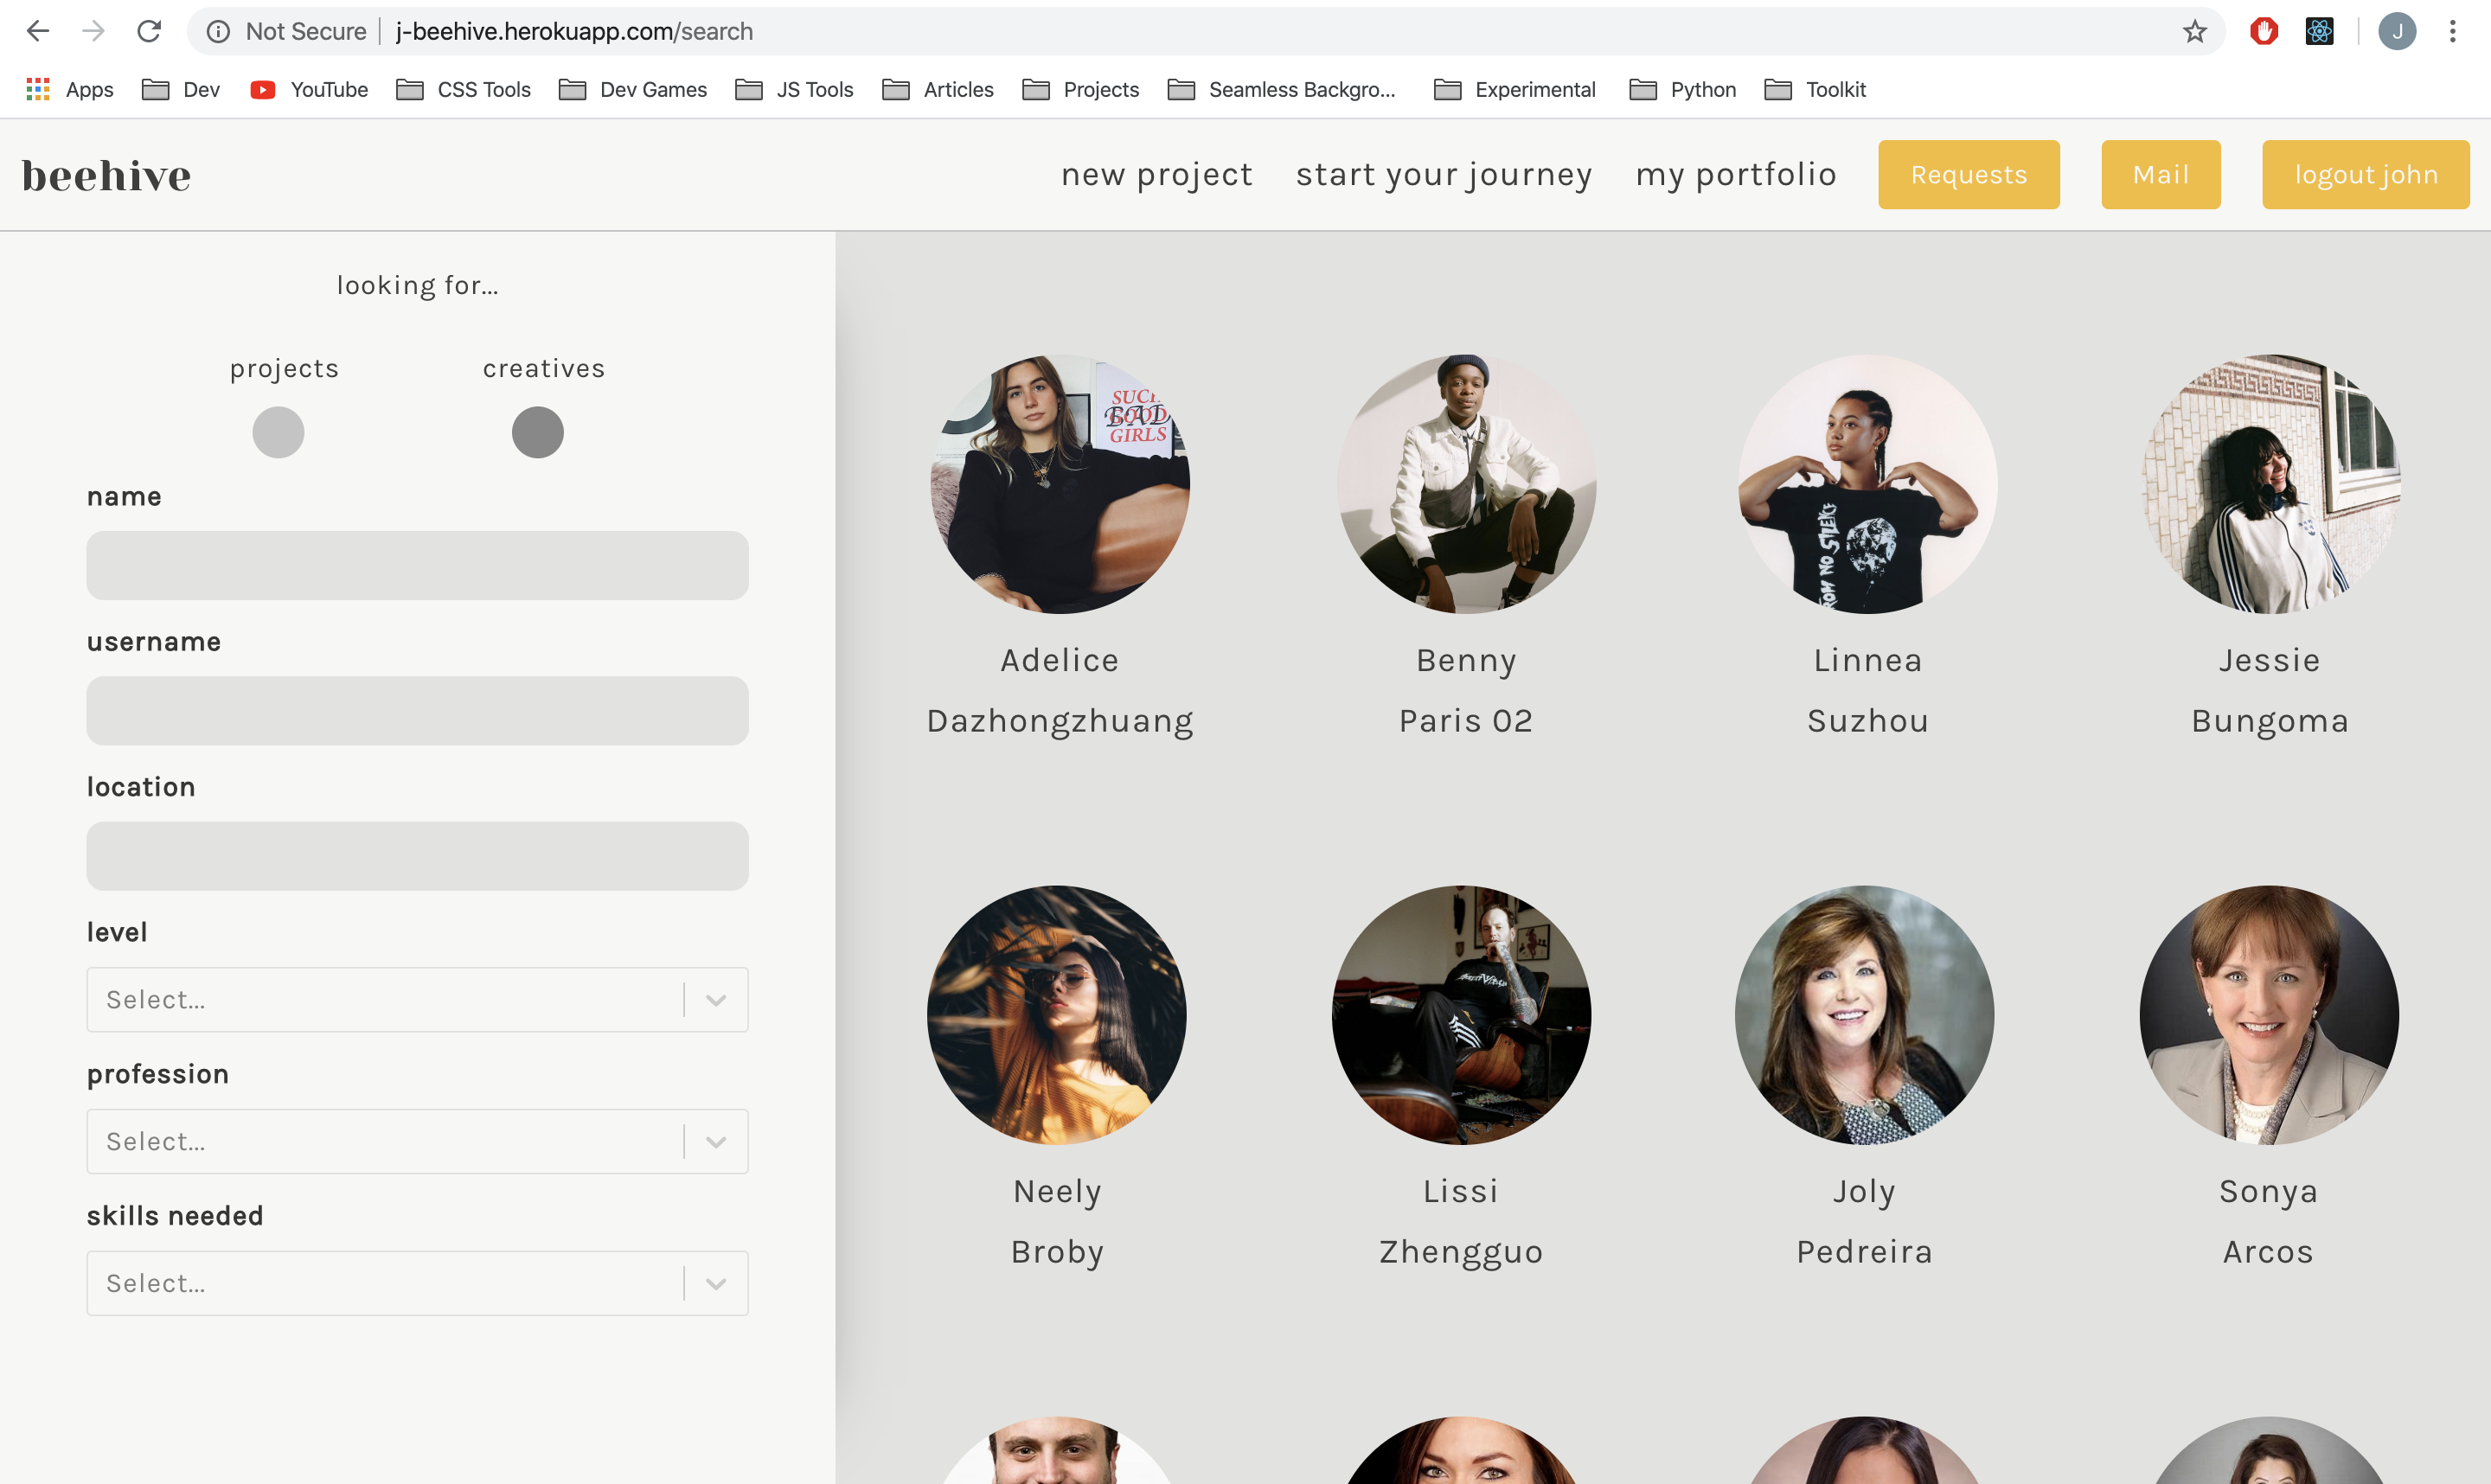 Not Secure j-beehive.herokuapp.com/search J
Apps Dev YouTube CSS Tools Dev Games JS Tools Articles Projects Seamless Backgro... Experimental Python Toolkit
beehive new project start your journey my portfolio Requests Mail logout john
looking for...
projects creatives
name
username
location
level
Select...
profession
Select...
skills needed
Select...
GIRLS
Adelice Benny Linnea Jessie
Dazhongzhuang Paris 02 Suzhou Bungoma
Neely Lissi Joly Sonya
Broby Zhengguo Pedreira Arcos